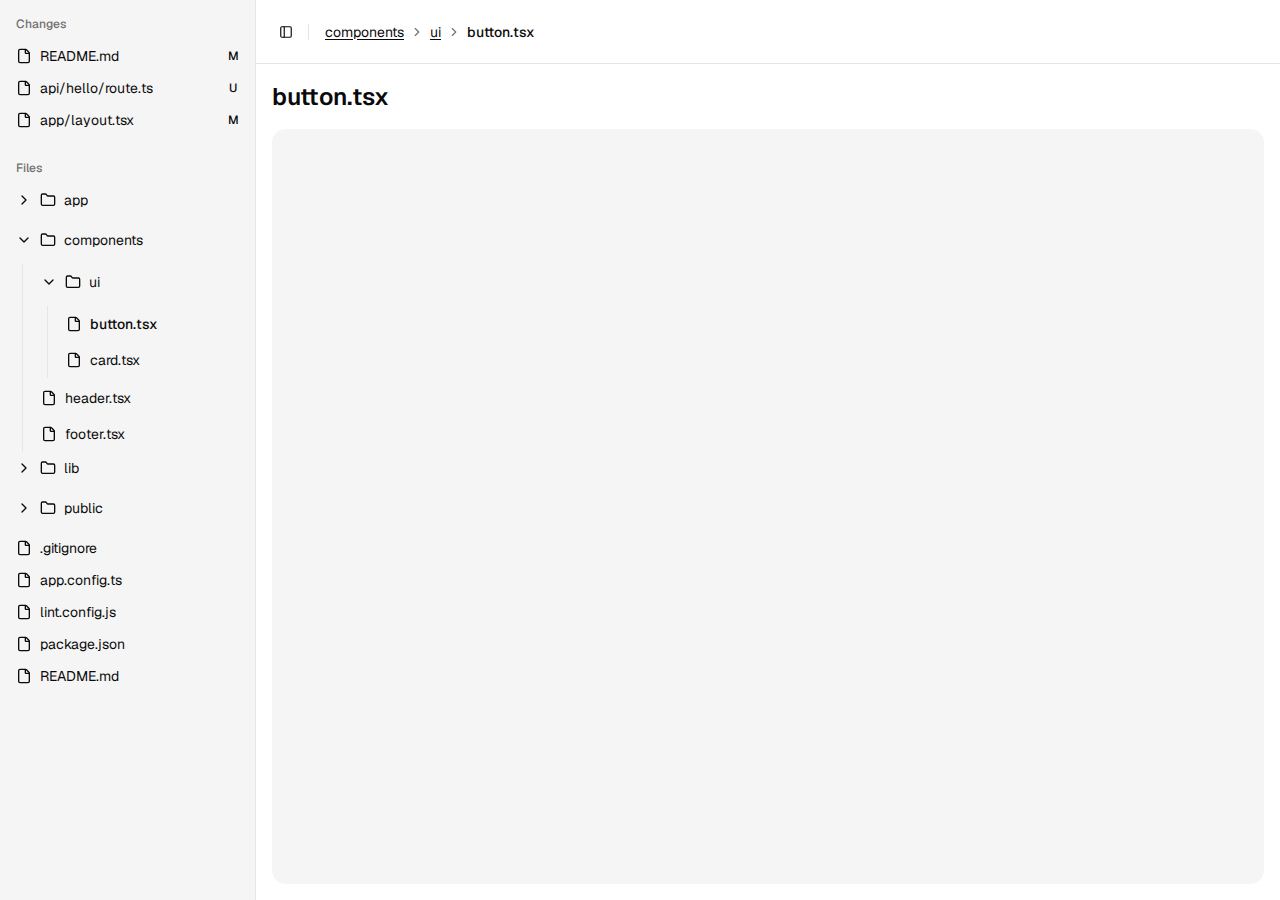 Changes
README.md M
api/hello/route.ts U
app/layout.tsx M
Files
app
components
ui
button.tsx
card.tsx
header.tsx
footer.tsx
lib
public
.gitignore
app.config.ts
lint.config.js
package.json
README.md
components ui button.tsx
button.tsx